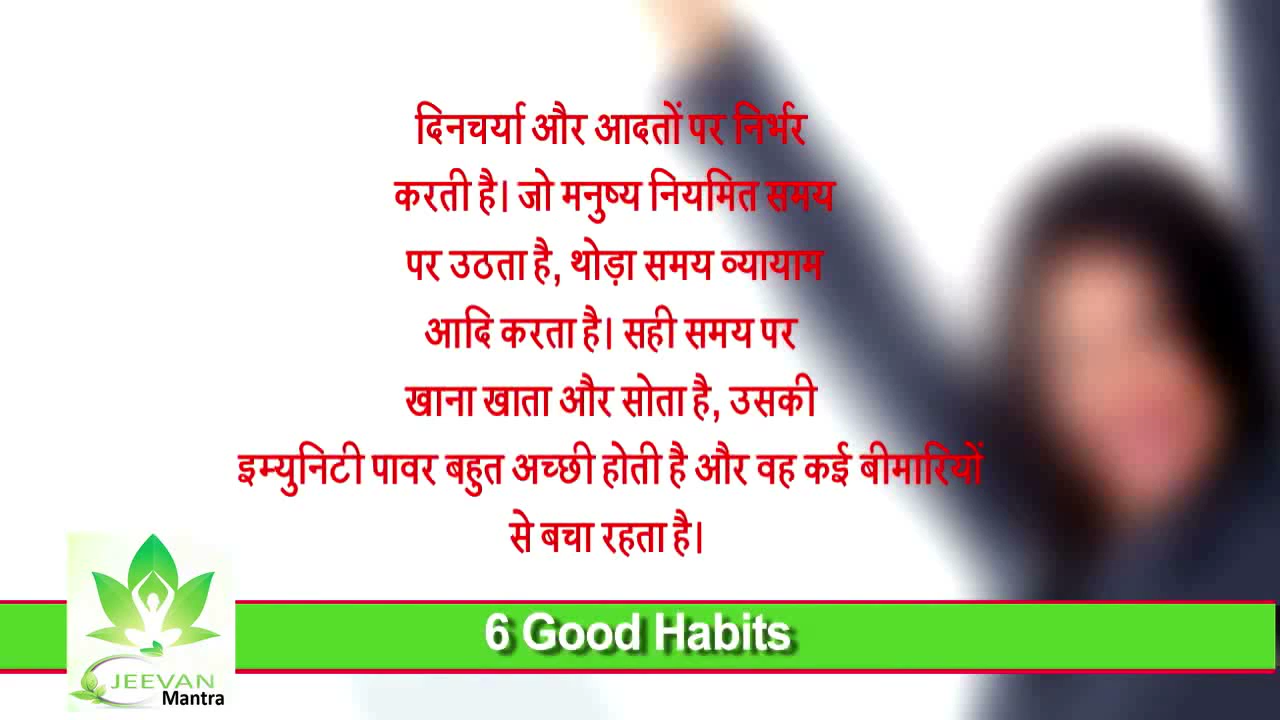 दिनचर्या और आदतों पर निर्भर
करती है। जो मनुष्य नियमित समय
पर उठता है, थोड़ा समय व्यायाम
आदि करता है। सही समय पर
खाना खाता और सोता है, उसकी
इम्युनिटी पावर बहुत अच्छी होती है और वह कई बीमारियों
से बचा रहता है।
6 Good Habits
JEEVAN
Mantra